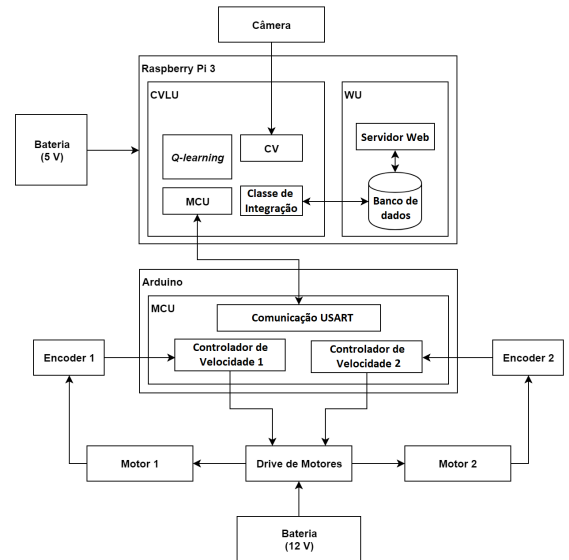 Câmera
Raspberry Pi 3
CVLU
WU
Bateria
(5 V)
Q-learning
CV
Servidor Web
MCU
Classe de
Integração
Banco de
dados
Arduino
MCU
Comunicação USART
Encoder 1
Controlador de
Velocidade 1
Controlador de
Velocidade 2
Encoder 2
Motor 1
Drive de Motores
Motor 2
Bateria
(12 V)